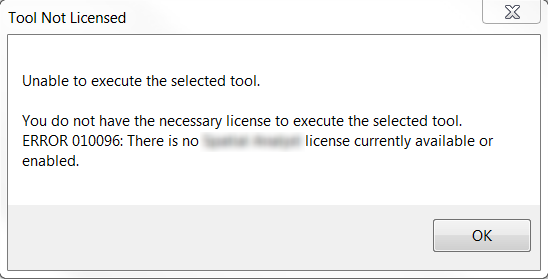 Tool Not Licensed
Unable to execute the selected tool.
You do not have the necessary license to execute the selected tool.
ERROR 010096: There is no license currently available or
enabled.
OK